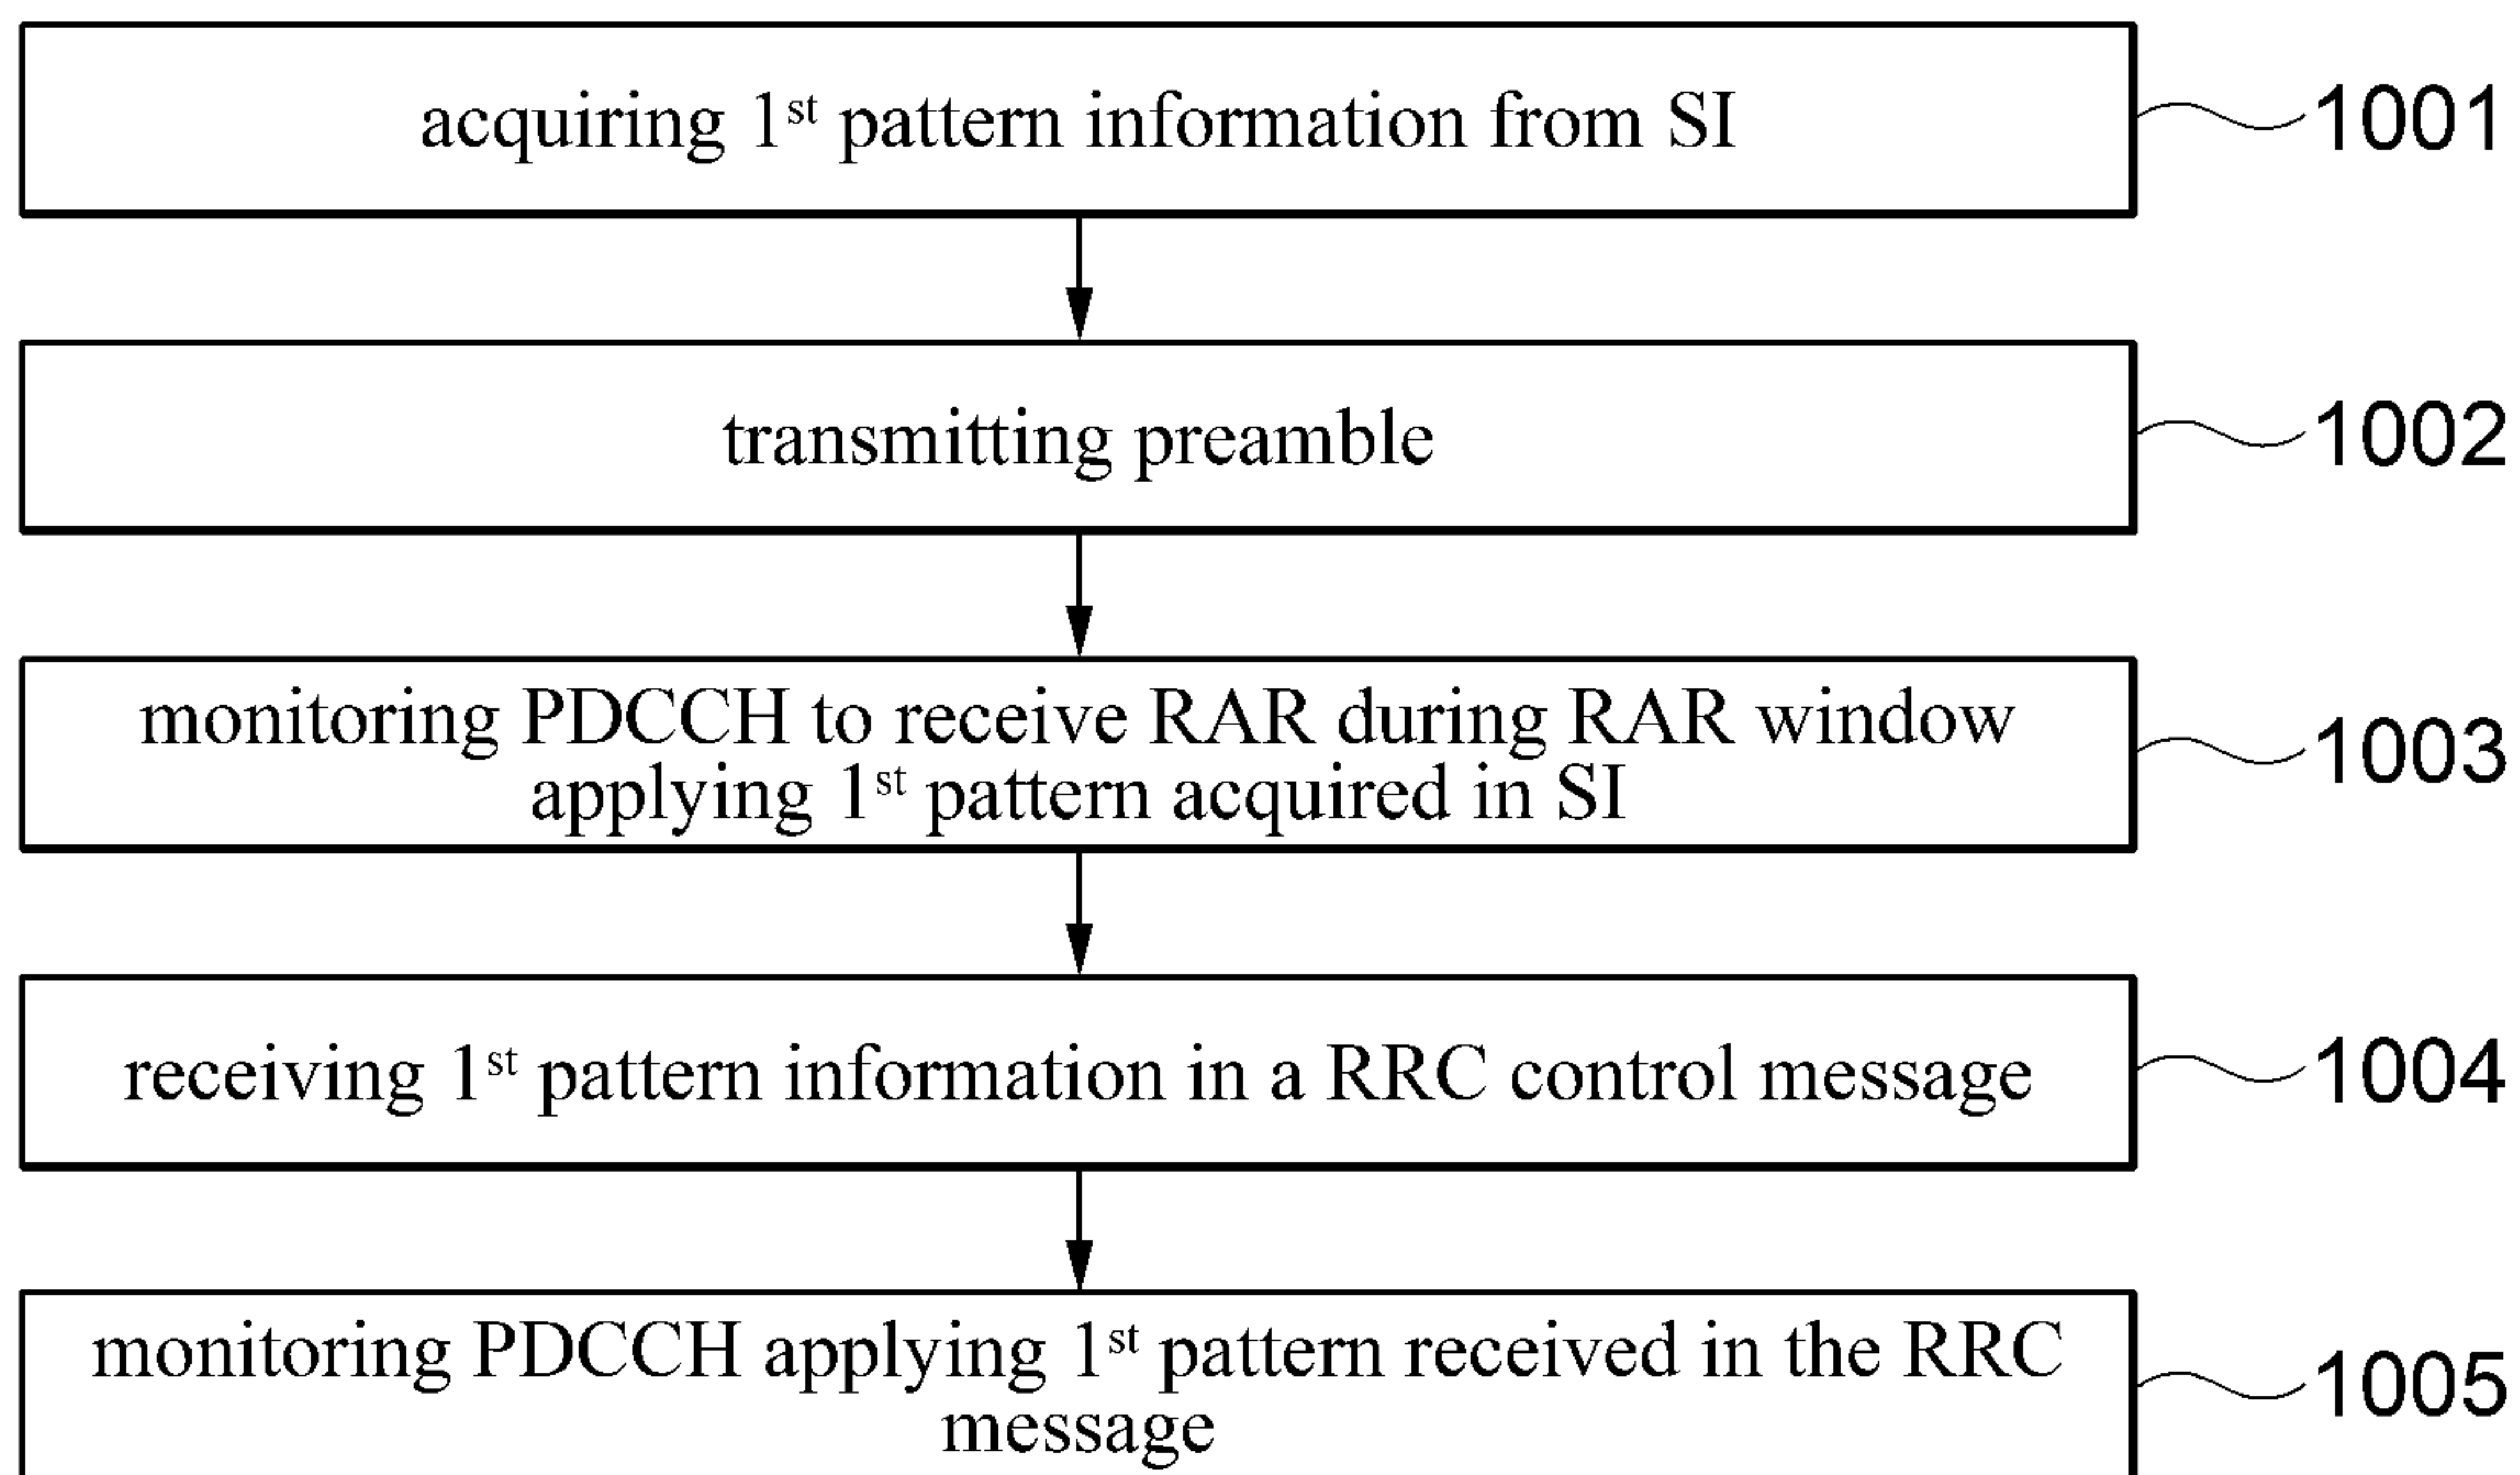 acquiring 1st pattern information from SI
1001
transmitting preamble
1002
monitoring PDCCH to receive RAR during RAR window
applying 1st pattern acquired in SI
1003
receiving 1st pattern information in a RRC control message
1004
monitoring PDCCH applying 1st pattern received in the RRC
message
1005